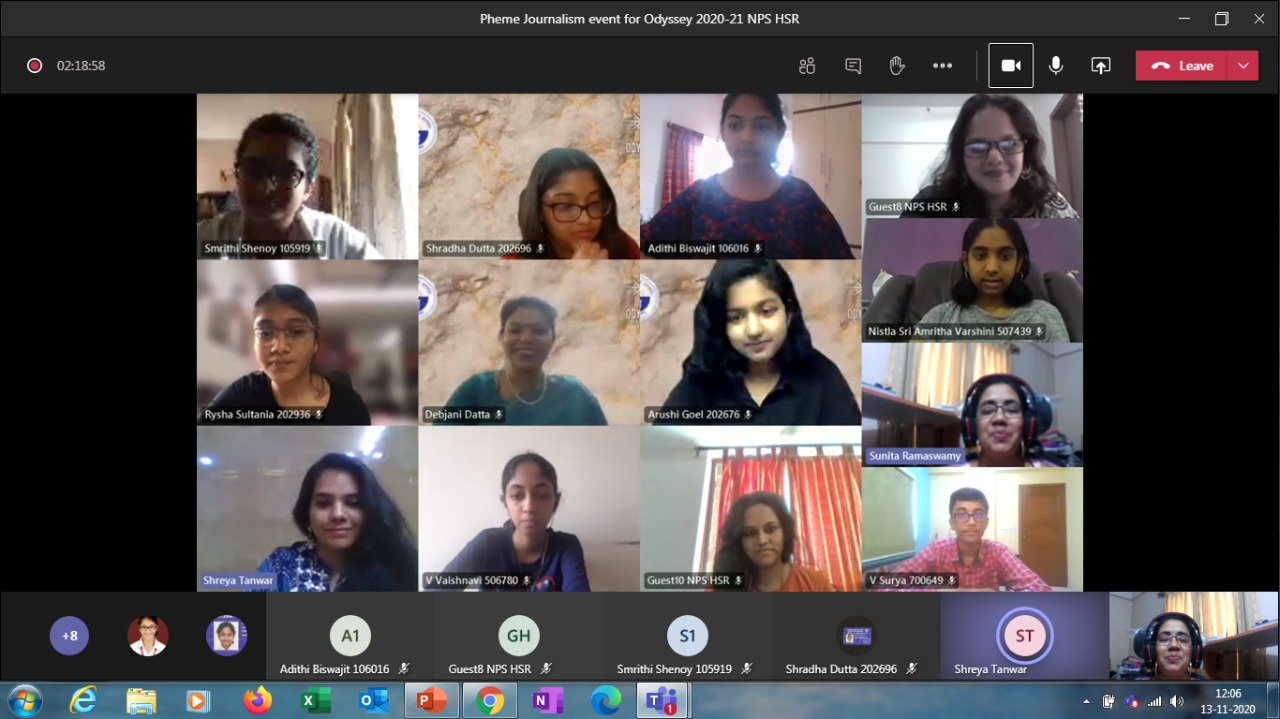 Pheme Journalism event for Odyssey 2020-21 NPS HSR
02:18:58
Leave
Smrithi Shenoy 105919
Shradha Dutta 202696
Adithi Biswajit 106016
Guest8 NPS HSR
Nistla Sri Amritha Varshini 507439
Rysha Sultania 202936
Debjani Datta
Arushi Goel 202676
Sunita Ramaswamy
Shreya Tanwar
V Vaishnavi 506780
Guest10 NPS HSR
V Surya 700649
+8
A1
GH
S1
ST
Adithi Biswajit 106016
Guest8 NPS HSR
Smrithi Shenoy 105919
Shradha Dutta 202696
Shreya Tanwar
12:06
13-11-2020